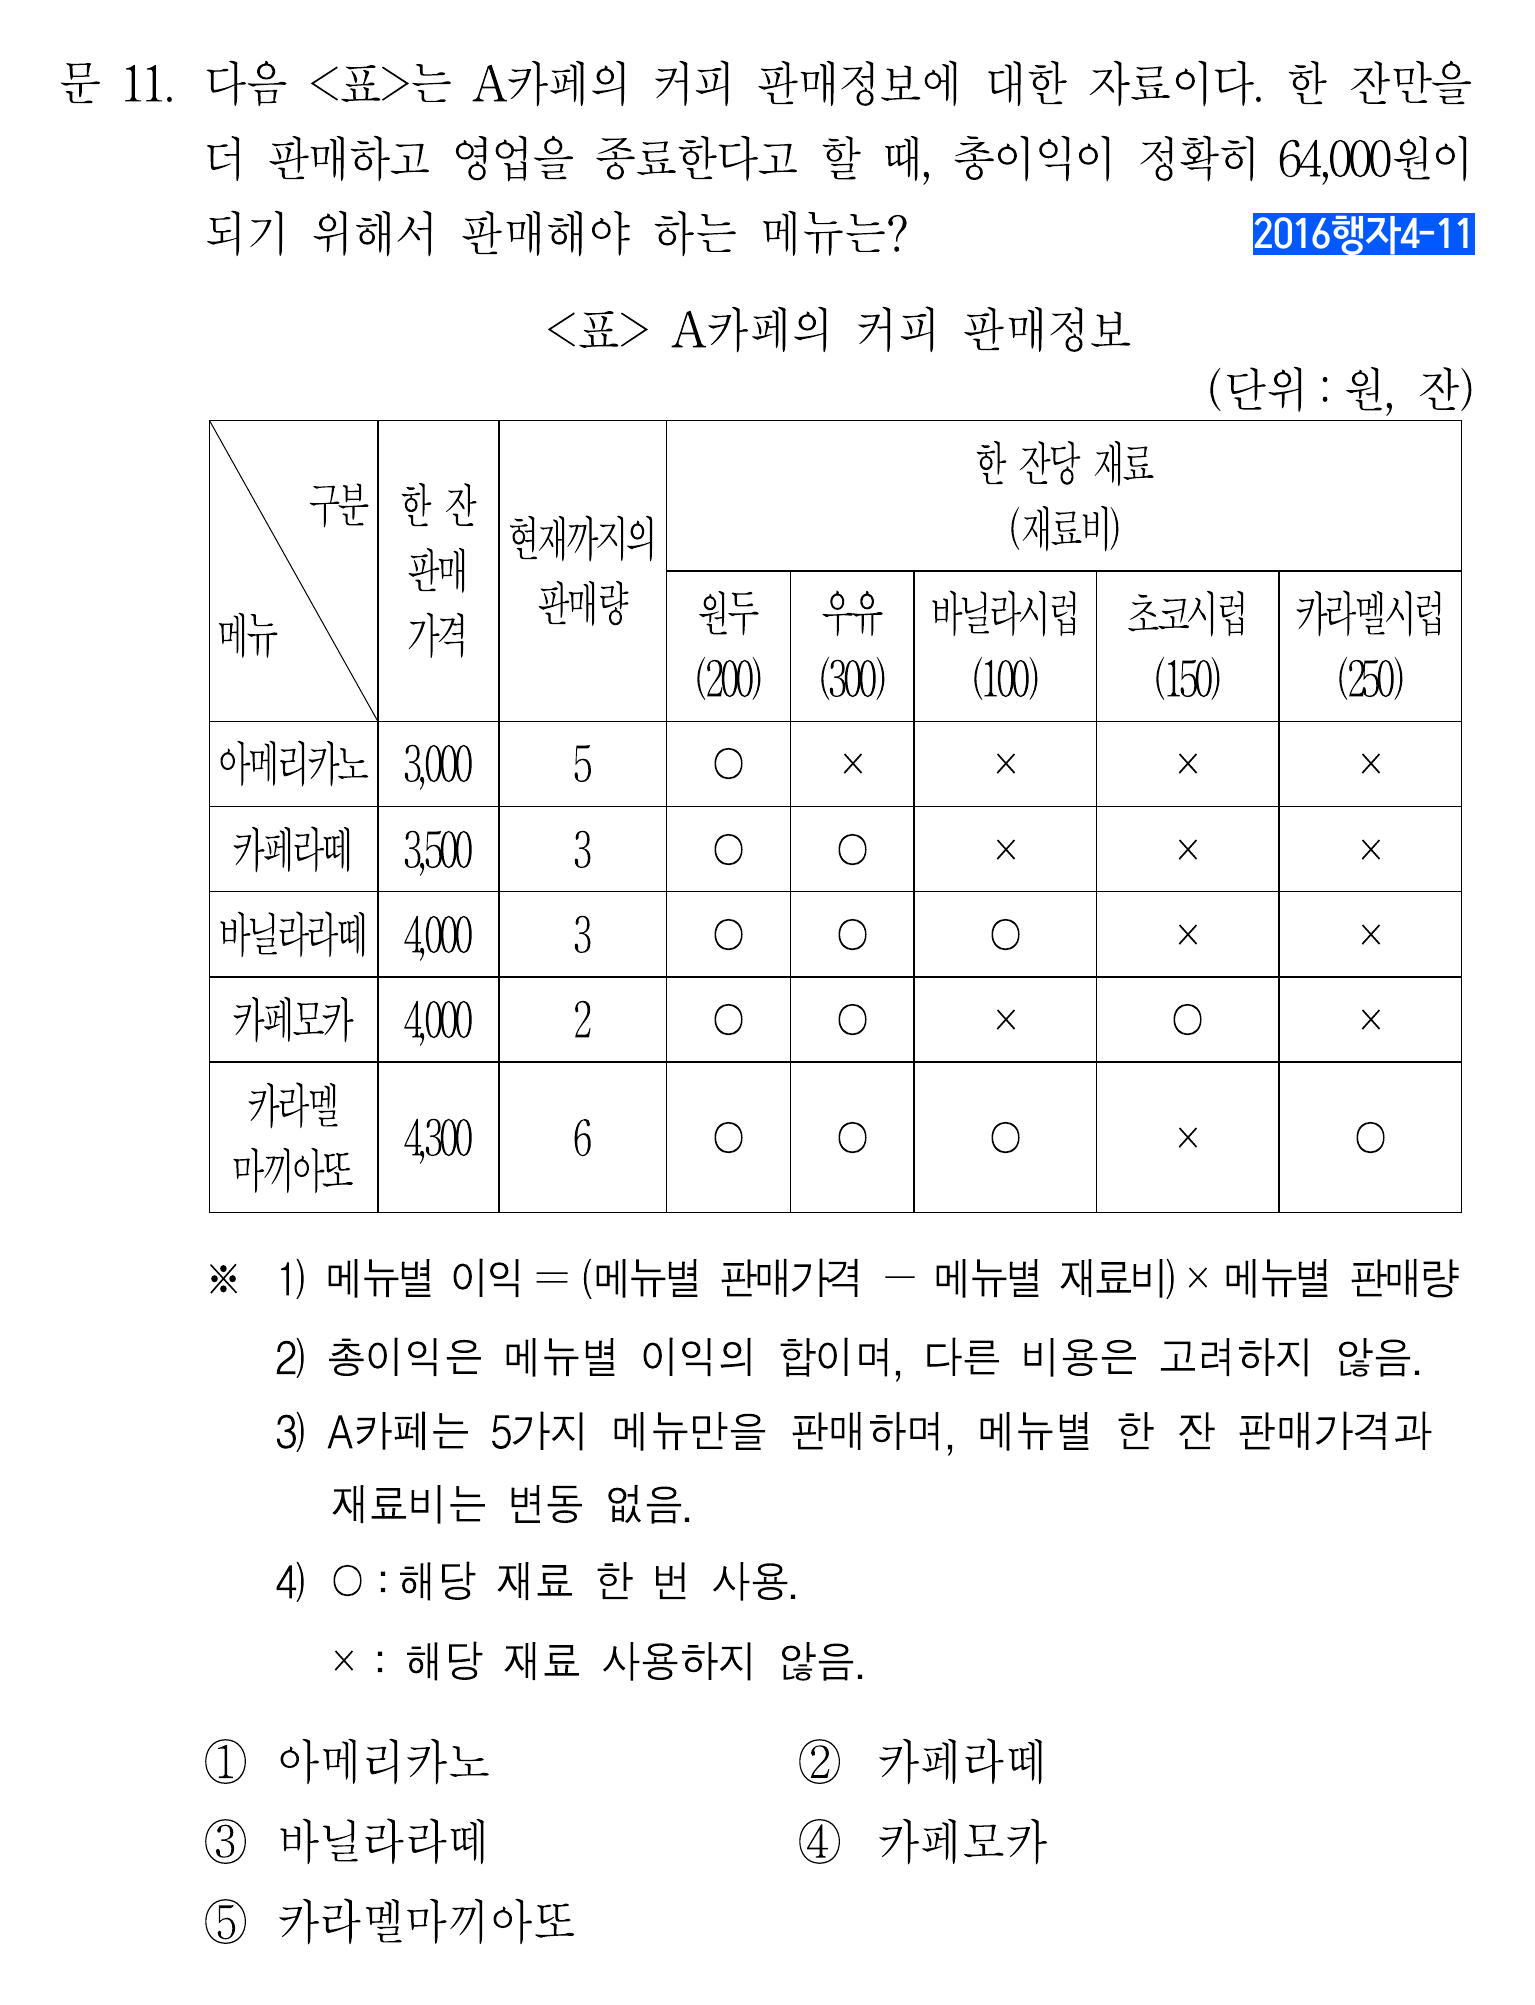 문 11. 다음 <표>는 A카페의 커피 판매정보에 대한 자료이다. 한 잔만을
더 판매하고 영업을 종료한다고 할 때, 총이익이 정확히 64,000원이
되기 위해서 판매해야 하는 메뉴는?
2016행자4-11
<표> A카페의 커피 판매정보
(단위 : 원, 잔)
구분
메뉴
한 잔
판매
가격
현재까지의
판매량
한 잔당 재료
(재료비)
원두 우유 바닐라시럽 초코시럽 카라멜시럽
(200) (300) (100) (150) (250)
아메리카노 3,000 5 ○ × × × ×
카페라떼 3,500 3 ○ ○ × × ×
바닐라라떼 4,000 3 ○ ○ ○ × ×
카페모카 4,000 2 ○ ○ × ○ ×
카라멜
마끼아또 4,300 6 ○ ○ ○ × ○
※ 1) 메뉴별 이익 = (메뉴별 판매가격 - 메뉴별 재료비) × 메뉴별 판매량
2) 총이익은 메뉴별 이익의 합이며, 다른 비용은 고려하지 않음.
3) A카페는 5가지 메뉴만을 판매하며, 메뉴별 한 잔 판매가격과
재료비는 변동 없음.
4) ○ : 해당 재료 한 번 사용.
× : 해당 재료 사용하지 않음.
① 아메리카노 ② 카페라떼
③ 바닐라라떼 ④ 카페모카
⑤ 카라멜마끼아또